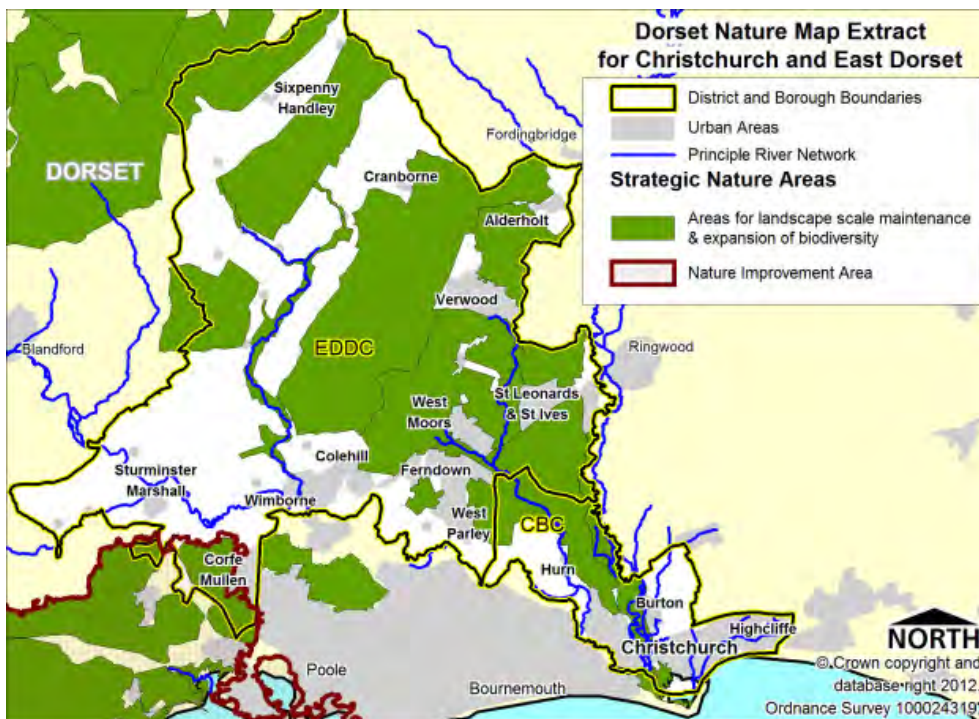 Dorset Nature Map Extract
for Christchurch and East Dorset
District and Borough Boundaries
Urban Areas
Principle River Network
Strategic Nature Areas
Areas for landscape scale maintenance
& expansion of biodiversity
Nature Improvement Area
Sixpenny
Handley
Fordingbridge
DORSET
Cranborne
Alderholt
Verwood
Blandford
EDDC
Ringwood
St Leonards
& St Ives
West
Moors
Colehill
Ferndown
Sturminster
Marshall
Wimborne
West
Parley
CBC
Corfe
Mullen
Hurn
Burton
Highcliffe
Christchurch
Poole
Bournemouth
NORTH
© Crown copyright and
database right 2012.
Ordnance Survey 100024319